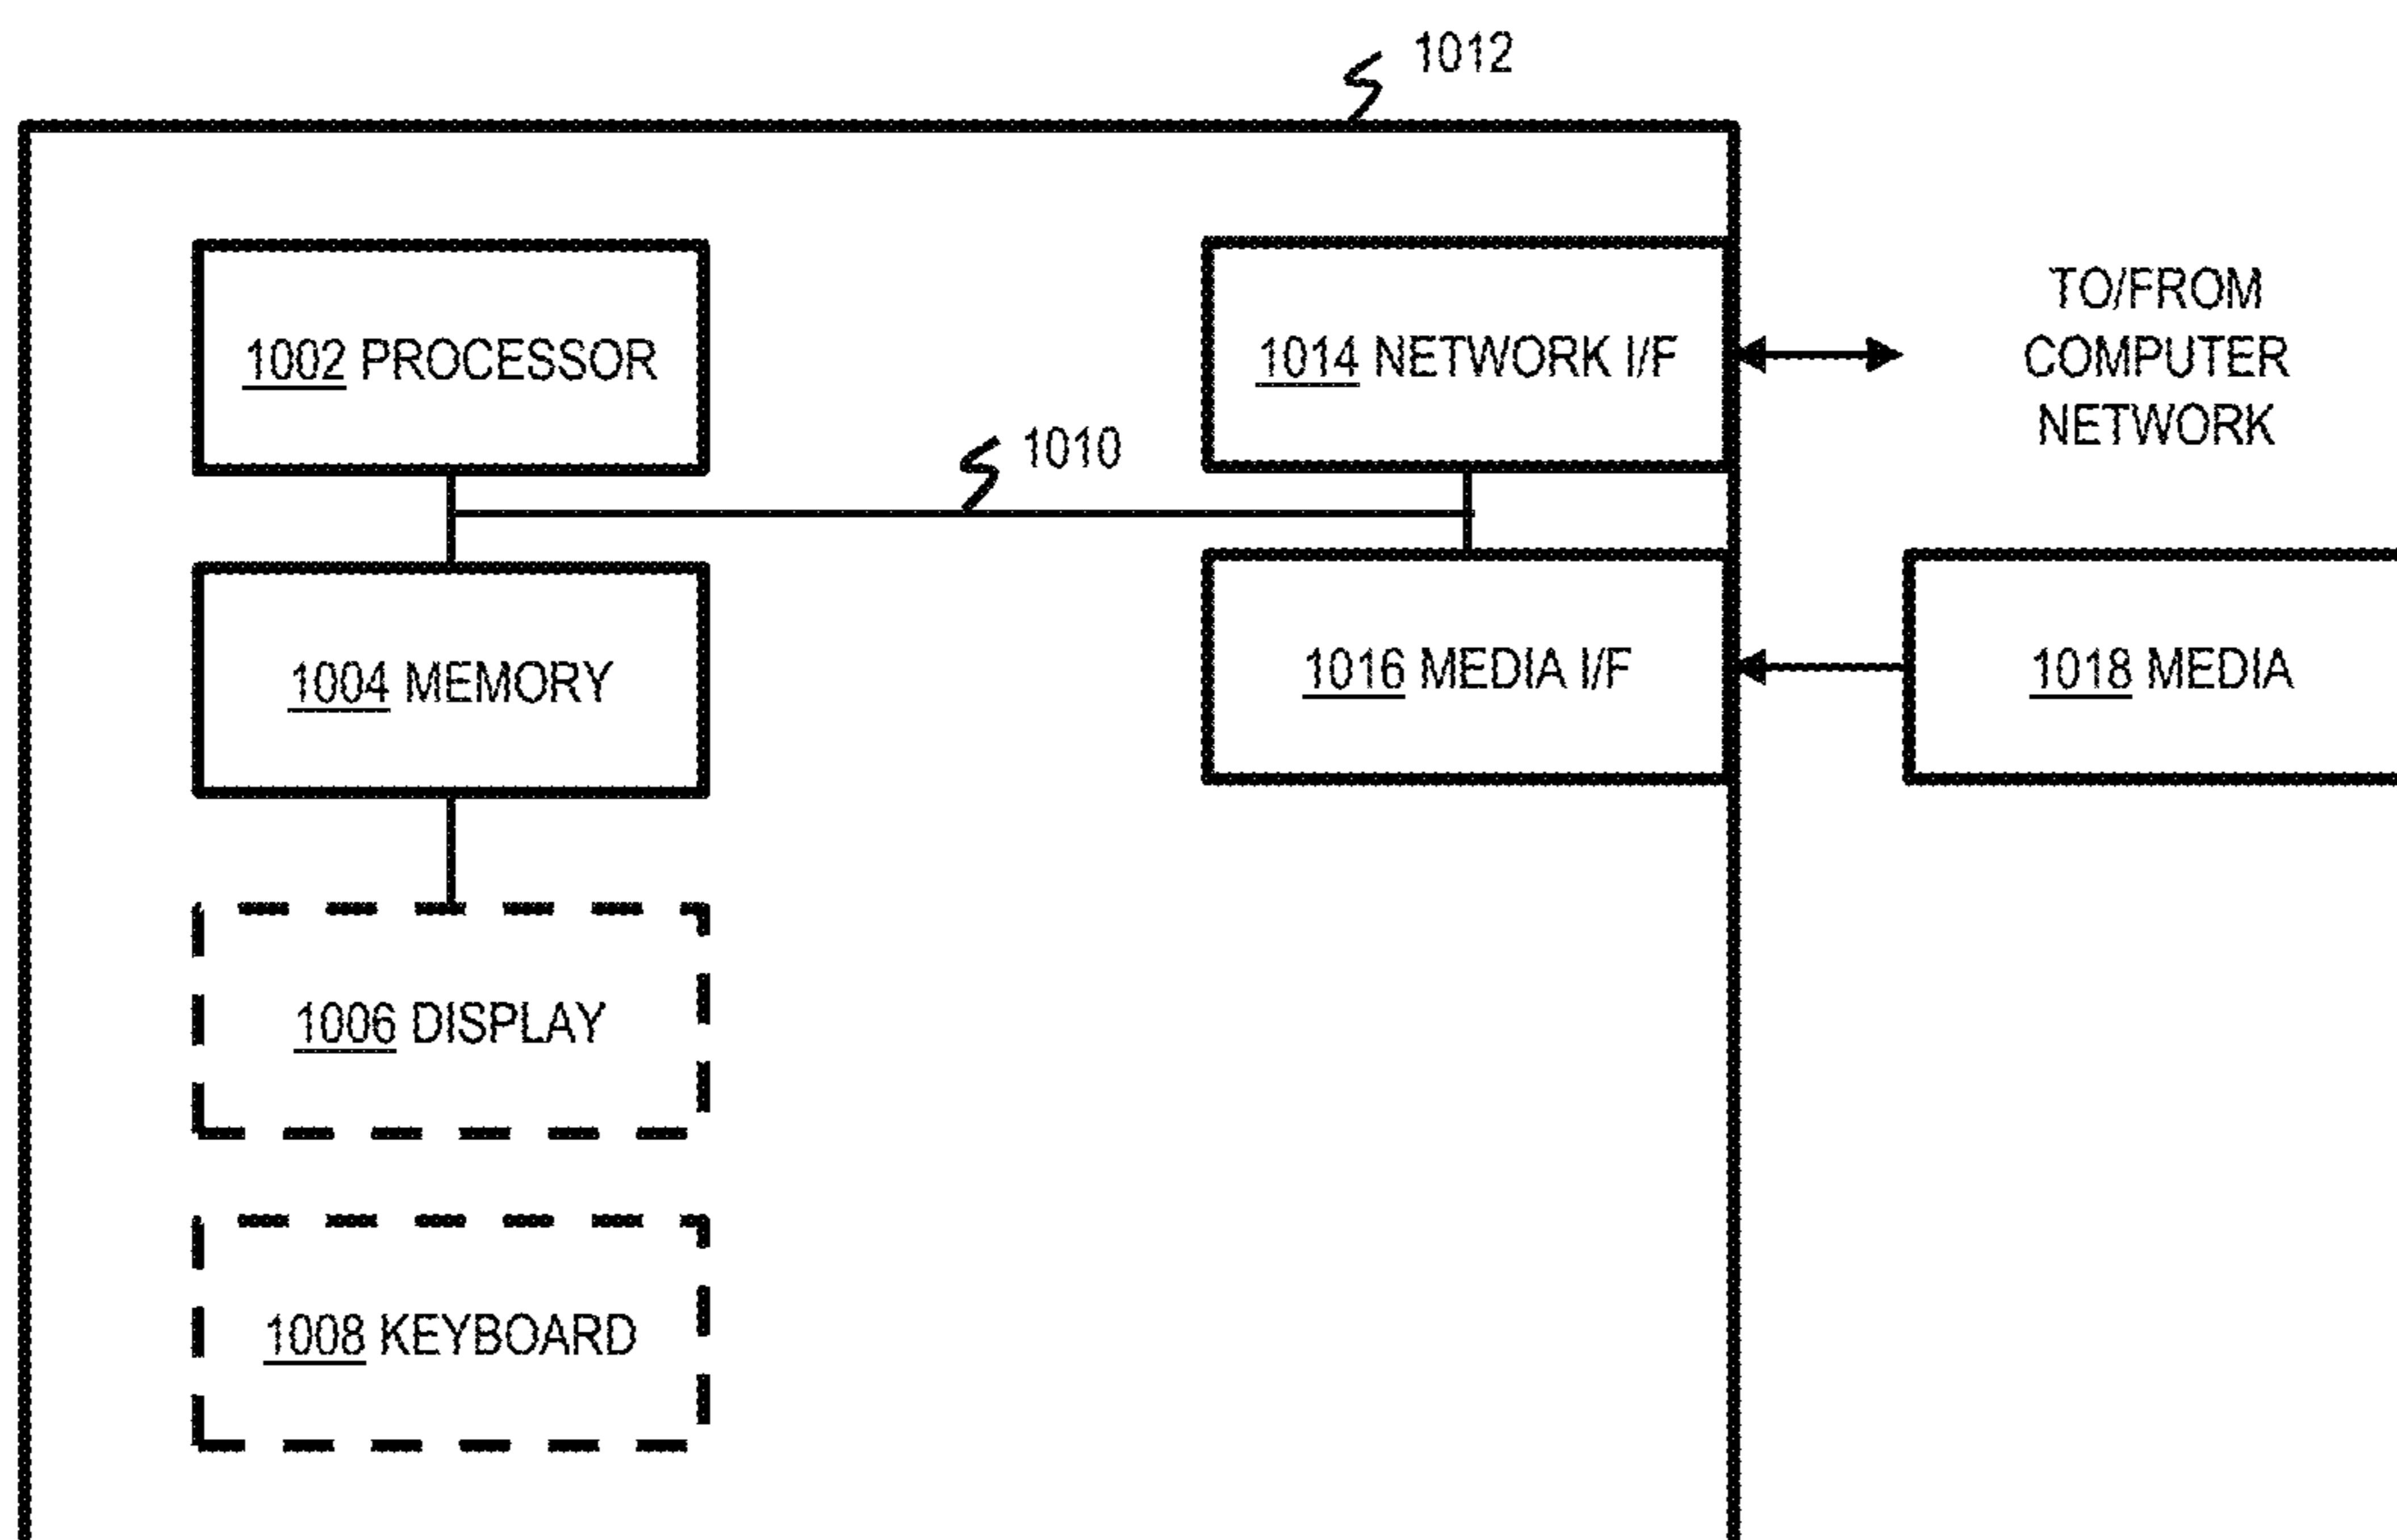 1012
1002 PROCESSOR
1014 NETWORK I/F
TO/FROM
COMPUTER
NETWORK
1010
1004 MEMORY
1016 MEDIA I/F
1018 MEDIA
1006 DISPLAY
1008 KEYBOARD